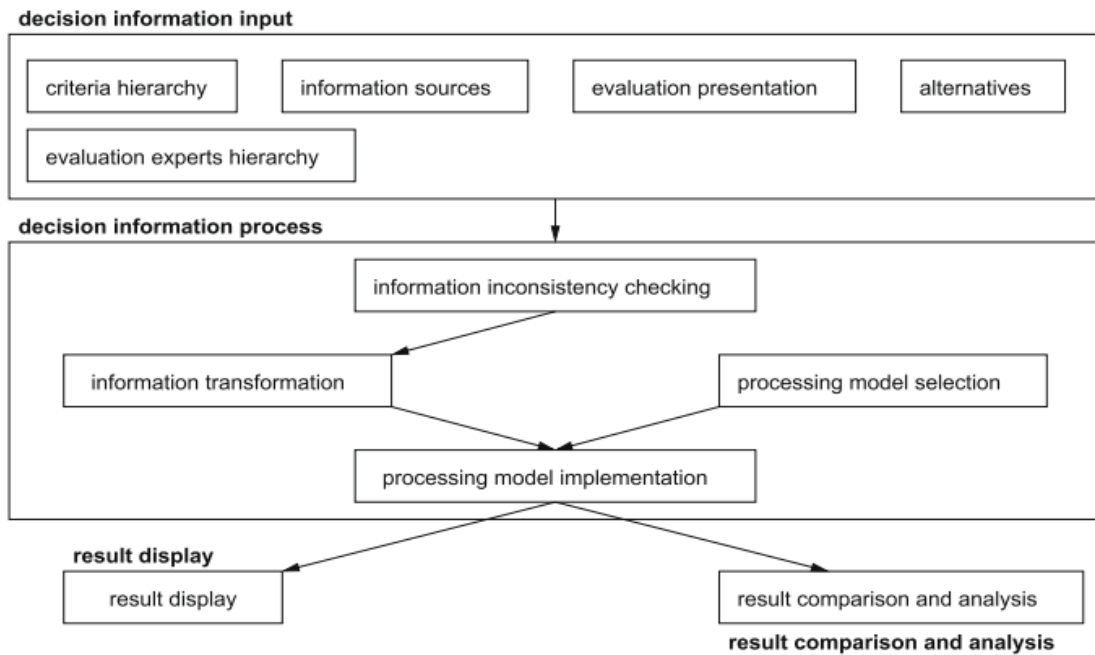 decision information input
criteria hierarchy
information sources
evaluation presentation
alternatives
evaluation experts hierarchy
decision information process
information inconsistency checking
information transformation
processing model selection
processing model implementation
result display
result display
result comparison and analysis
result comparison and analysis